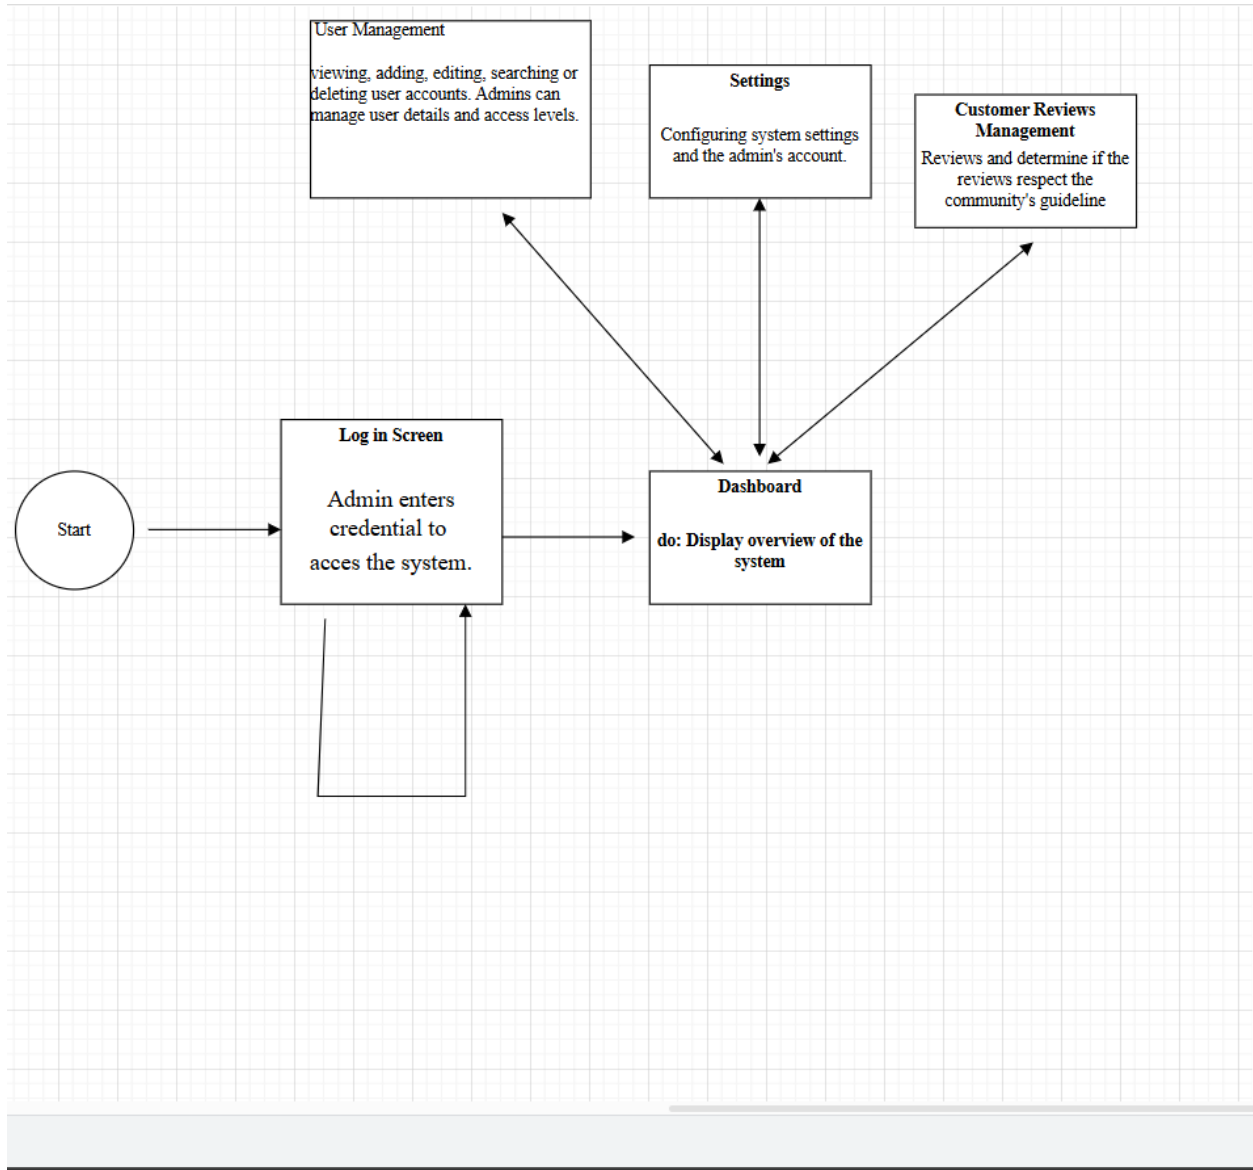 User Management
viewing, adding, editing, searching or
deleting user accounts. Admins can
manage user details and access levels.
Settings
Configuring system settings
and the admin's account.
Customer Reviews
Management
Reviews and determine if the
reviews respect the
community's guideline
Start
Log in Screen
Admin enters
credential to
acces the system.
Dashboard
do: Display overview of the
system